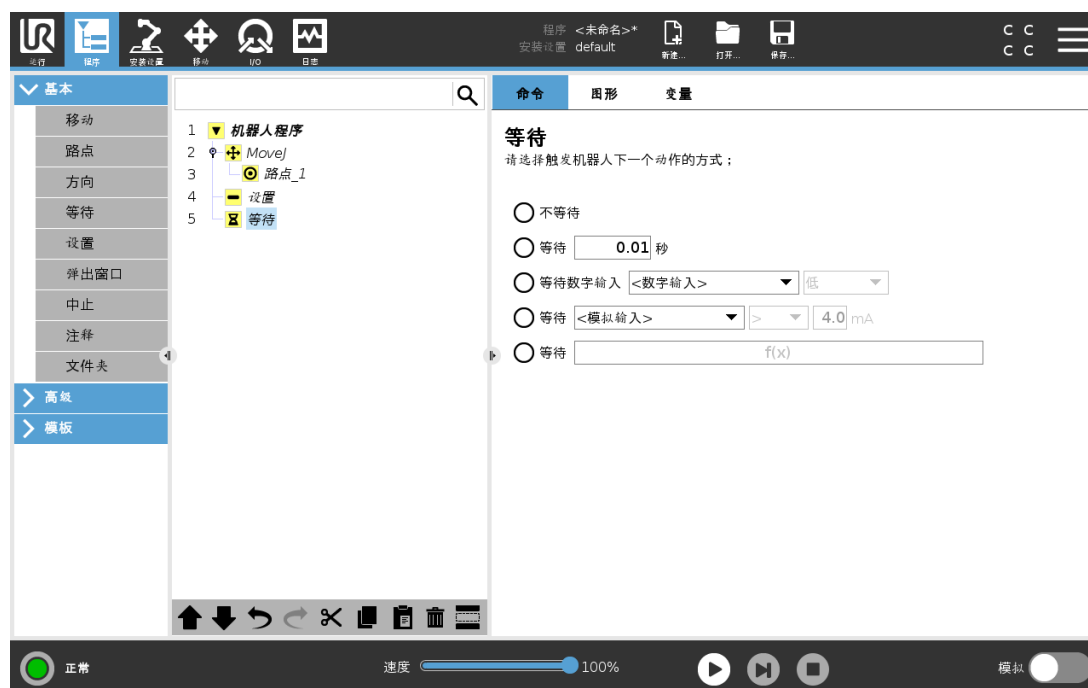 程序 <未命名>*
安装设置 default
运行 程序 安装设置 移动 I/O 日志 新建... 打开... 保存...
C C
C C
基本
移动
路点
方向
等待
设置
弹出窗口
中止
注释
文件夹
高级
模板
1 机器人程序
2 MoveJ
3 路点_1
4 设置
5 等待
命令 图形 变量
等待
请选择触发机器人下一个动作的方式；
不等待
等待 0.01 秒
等待数字输入 <数字输入> 低
等待 <模拟输入> > 4.0 mA
等待 f(x)
正常 速度 100% 模拟